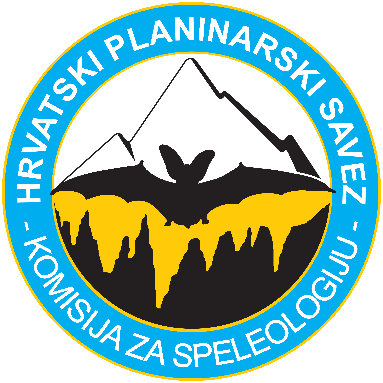 HRVATSKI PLANINARSKI SAVEZ
- KOMISIJA ZA SPELEOLOGIJU -